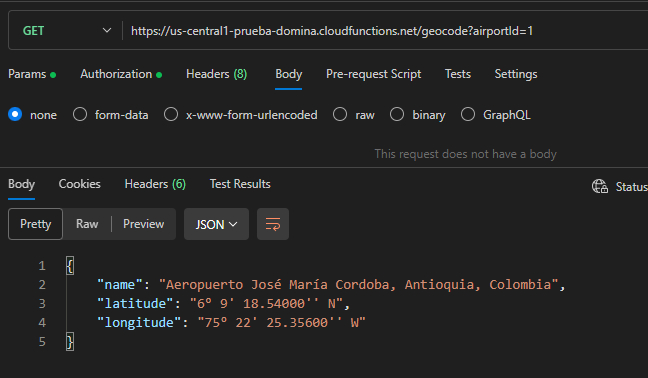 GET https://us-central1-prueba-domina.cloudfunctions.net/geocode?airportId=1
Params Authorization Headers (8) Body Pre-request Script Tests Settings
none form-data x-www-form-urlencoded raw binary GraphQL
This request does not have a body
Body Cookies Headers (6) Test Results Status
Pretty Raw Preview JSON
1 {
2 "name": "Aeropuerto José María Cordoba, Antioquia, Colombia",
3 "latitude": "6º 9' 18.54000'' N",
4 "longitude": "75º 22' 25.35600'' W"
5 }